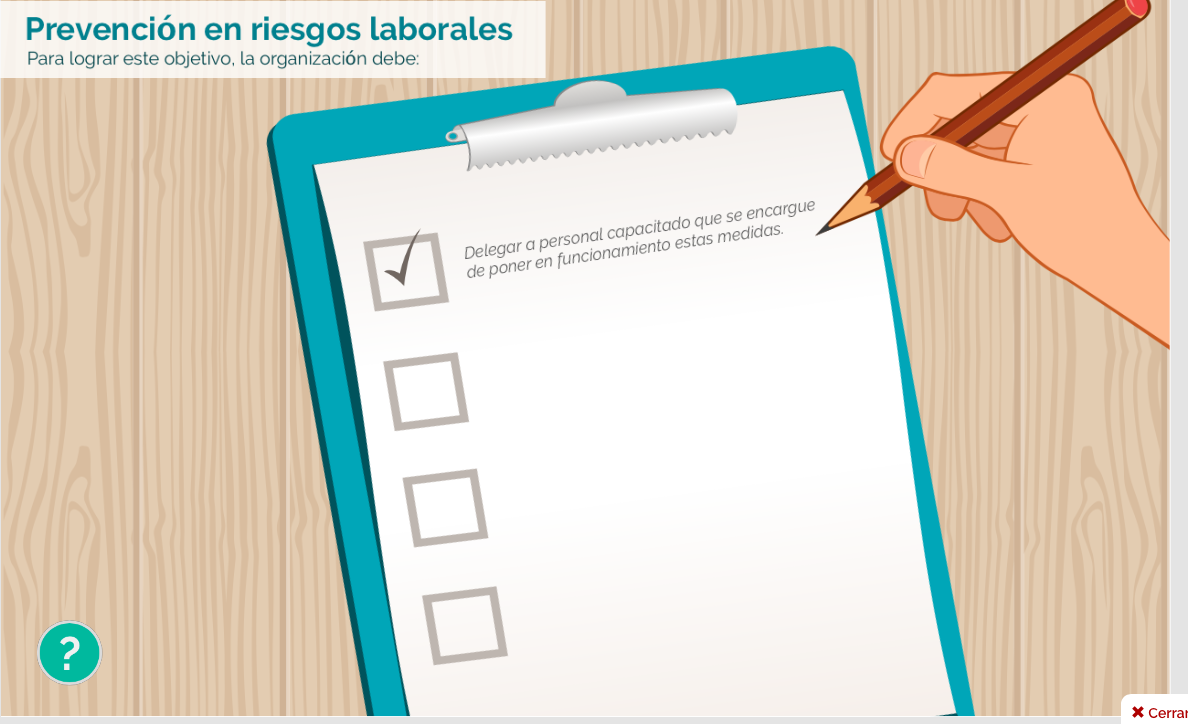 Prevención en riesgos laborales
Para lograr este objetivo, la organización debe:
Delegar a personal capacitado que se encargue
de poner en funcionamiento estas medidas.
?
✖ Cerrar